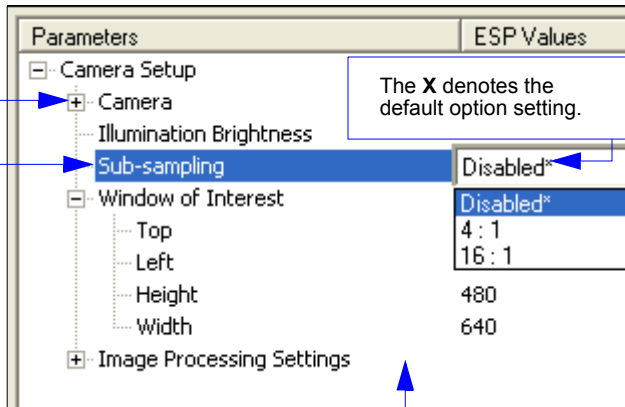 Parameters ESP Values
Camera Setup
The X denotes the
default option setting.
Camera
Illumination Brightness
Sub-sampling Disabled*
Window of Interest Disabled*
Top 4 : 1
Left 16 : 1
Height 480
Width 640
Image Processing Settings